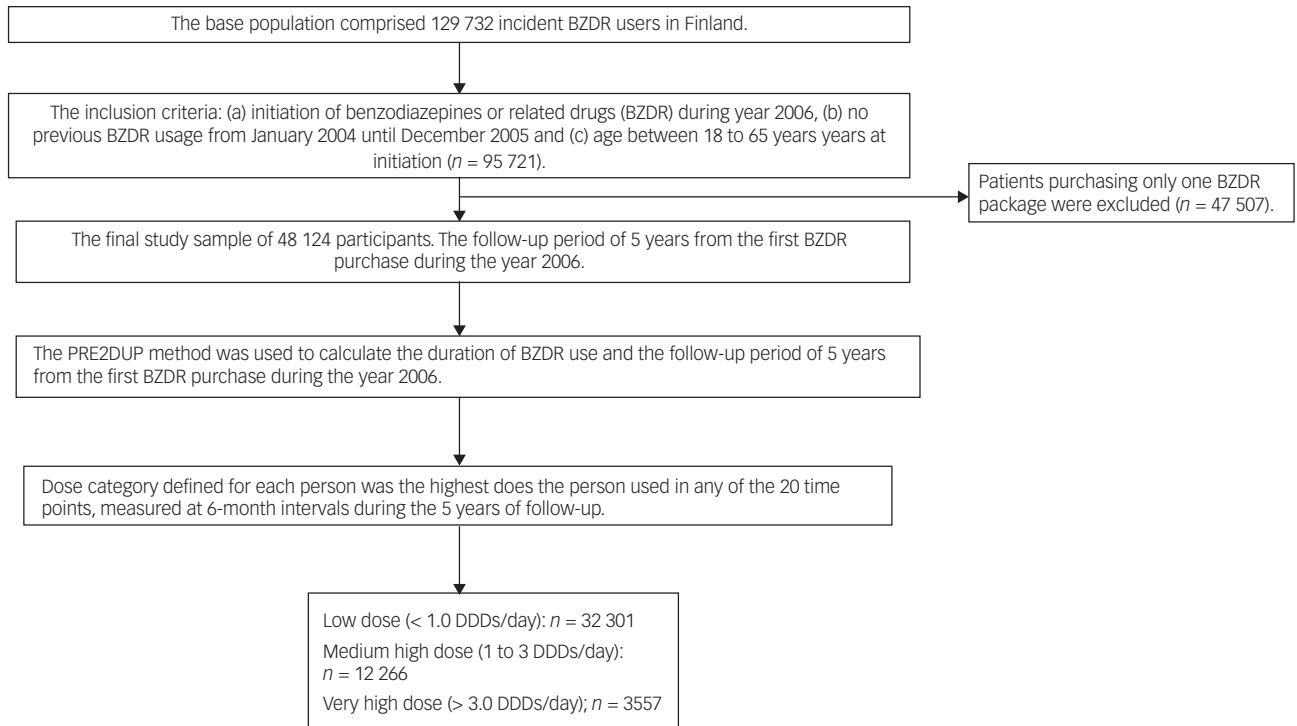 The base population comprised 129 732 incident BZDR users in Finland.
The inclusion criteria: (a) initiation of benzodiazepines or related drugs (BZDR) during year 2006, (b) no
previous BZDR usage from January 2004 until December 2005 and (c) age between 18 to 65 years years at
initiation (n = 95 721).
Patients purchasing only one BZDR
package were excluded (n = 47 507).
The final study sample of 48 124 participants. The follow-up period of 5 years from the first BZDR
purchase during the year 2006.
The PRE2DUP method was used to calculate the duration of BZDR use and the follow-up period of 5 years
from the first BZDR purchase during the year 2006.
Dose category defined for each person was the highest does the person used in any of the 20 time
points, measured at 6-month intervals during the 5 years of follow-up.
Low dose (< 1.0 DDDs/day): n = 32 301
Medium high dose (1 to 3 DDDs/day):
n = 12 266
Very high dose (> 3.0 DDDs/day); n = 3557